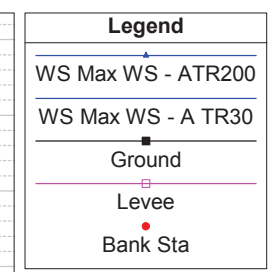 Legend
WS Max WS - ATR200
WS Max WS - A TR30
Ground
Levee
Bank Sta